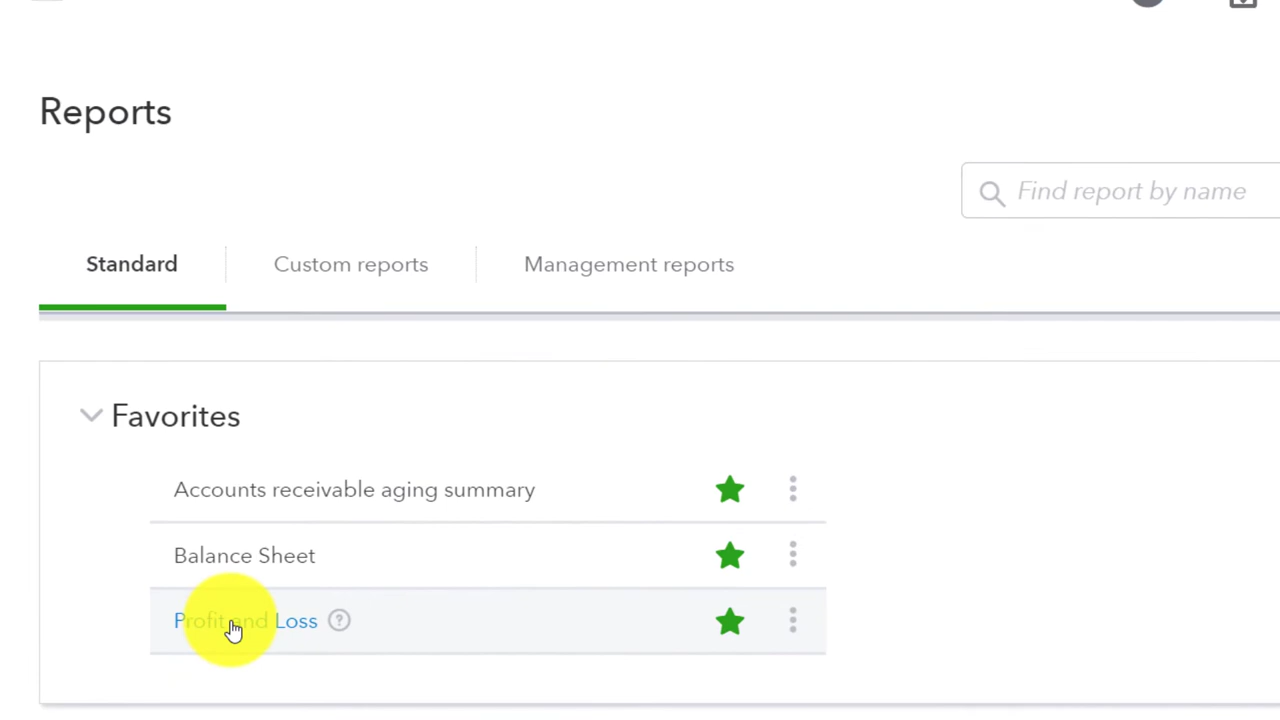 Reports
Find report by name
Standard
Custom reports
Management reports
Favorites
Accounts receivable aging summary
Balance Sheet
Profit and Loss